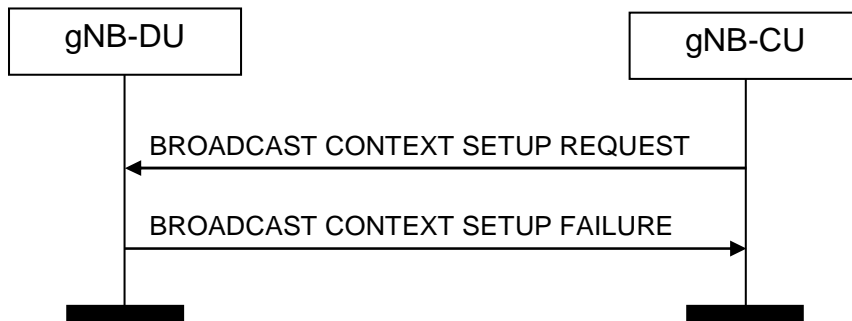 gNB-DU
gNB-CU
BROADCAST CONTEXT SETUP REQUEST
BROADCAST CONTEXT SETUP FAILURE